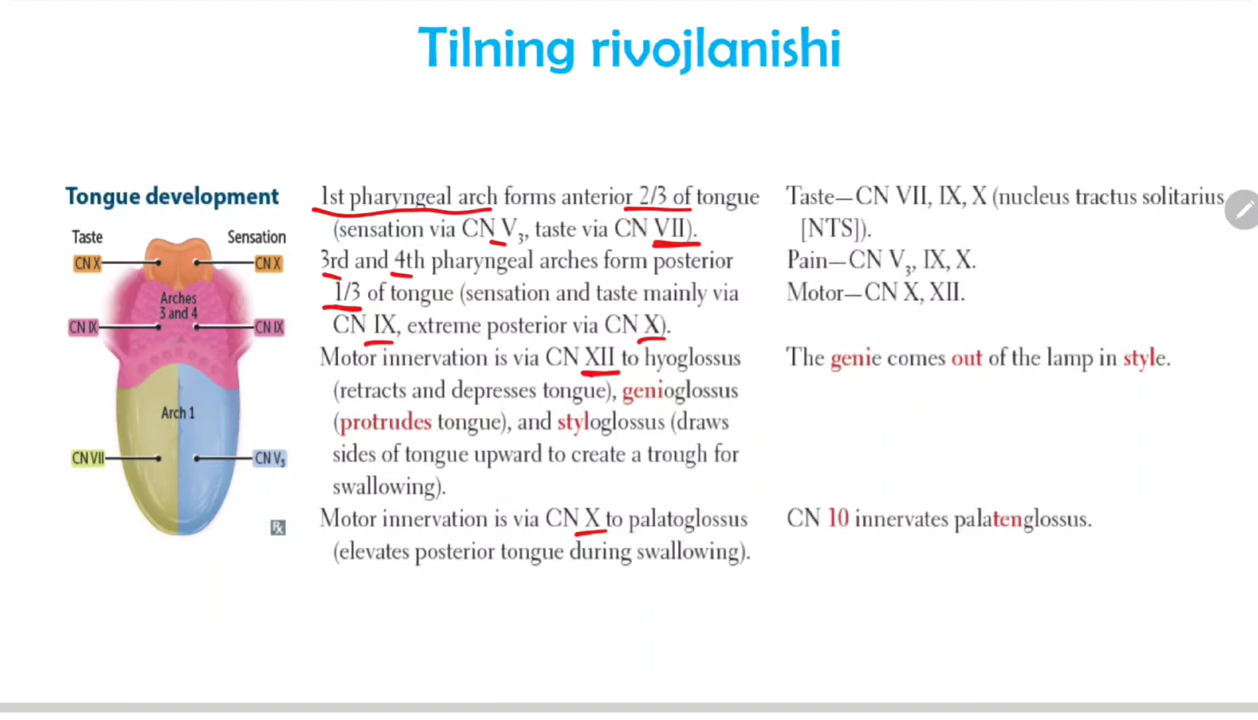 Tilning rivojlanishi
Tongue development
Taste
Sensation
CN X
CN X
Arches
3 and 4
CN IX
CN IX
Arch 1
CN VII
CN V₃
Rx
1st pharyngeal arch forms anterior 2/3 of tongue
(sensation via CN V₃, taste via CN VII).
3rd and 4th pharyngeal arches form posterior
1/3 of tongue (sensation and taste mainly via
CN IX, extreme posterior via CN X).
Motor innervation is via CN XII to hyoglossus
(retracts and depresses tongue), genioglossus
(protrudes tongue), and styloglossus (draws
sides of tongue upward to create a trough for
swallowing).
Motor innervation is via CN X to palatoglossus
(elevates posterior tongue during swallowing).
Taste—CN VII, IX, X (nucleus tractus solitarius
[NTS]).
Pain—CN V₃, IX, X.
Motor—CN X, XII.
The genie comes out of the lamp in style.
CN 10 innervates palatenglossus.